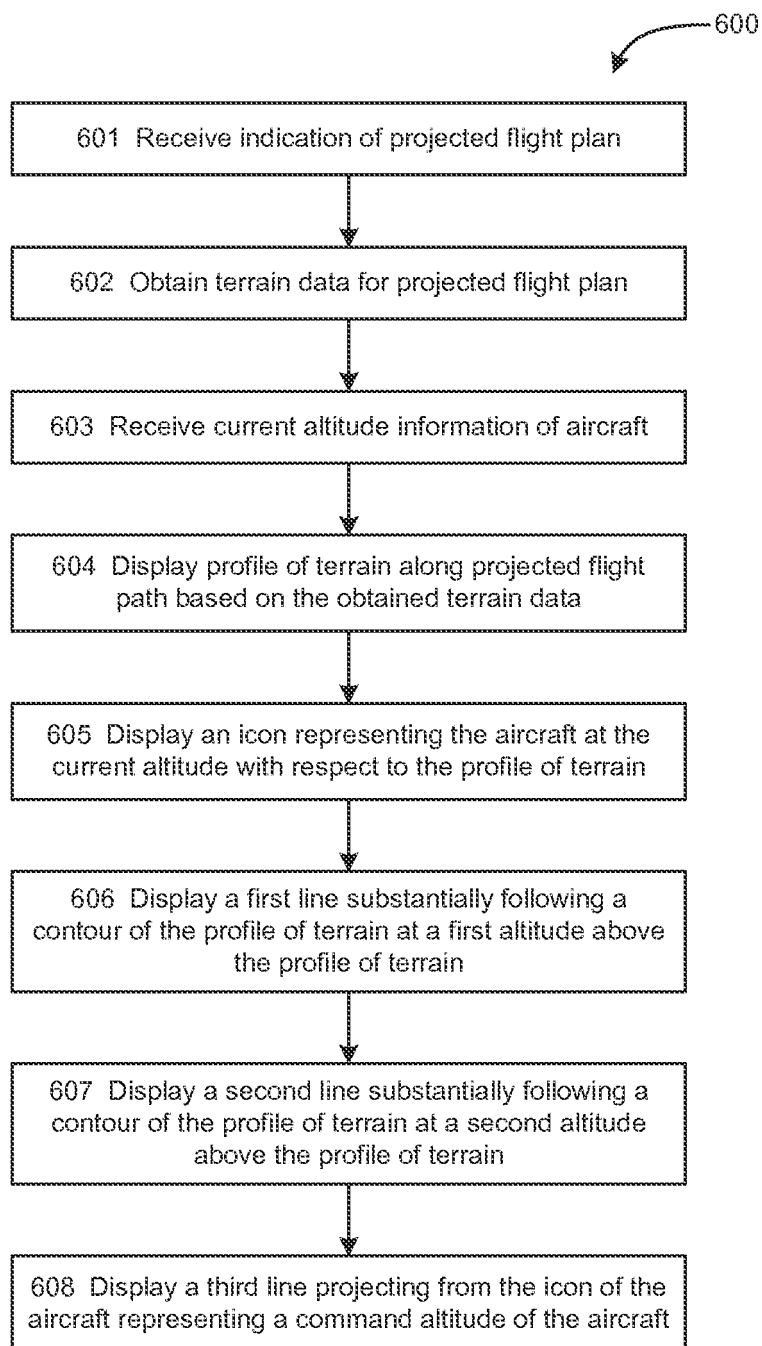 600
601 Receive indication of projected flight plan
602 Obtain terrain data for projected flight plan
603 Receive current altitude information of aircraft
604 Display profile of terrain along projected flight
path based on the obtained terrain data
605 Display an icon representing the aircraft at the
current altitude with respect to the profile of terrain
606 Display a first line substantially following a
contour of the profile of terrain at a first altitude above
the profile of terrain
607 Display a second line substantially following a
contour of the profile of terrain at a second altitude
above the profile of terrain
608 Display a third line projecting from the icon of the
aircraft representing a command altitude of the aircraft